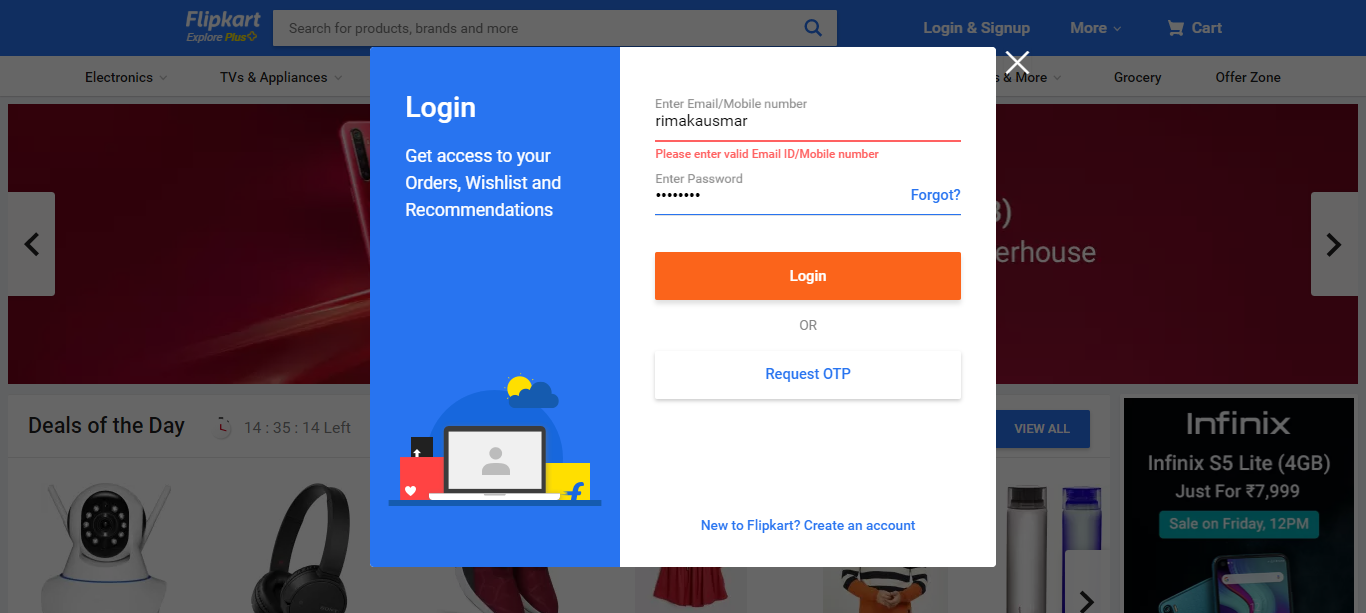 Flipkart
Explore Plus
Search for products, brands and more
Login & Signup
More
Cart
Electronics
TVs & Appliances
& More
Grocery
Offer Zone
Login
Get access to your
Orders, Wishlist and
Recommendations
Enter Email/Mobile number
rimakausmar
Please enter valid Email ID/Mobile number
Enter Password
••••••••
Forgot?
Login
OR
Request OTP
New to Flipkart? Create an account
Deals of the Day
14 : 35 : 14 Left
VIEW ALL
Infinix
Infinix S5 Lite (4GB)
Just For ₹7,999
Sale on Friday, 12PM